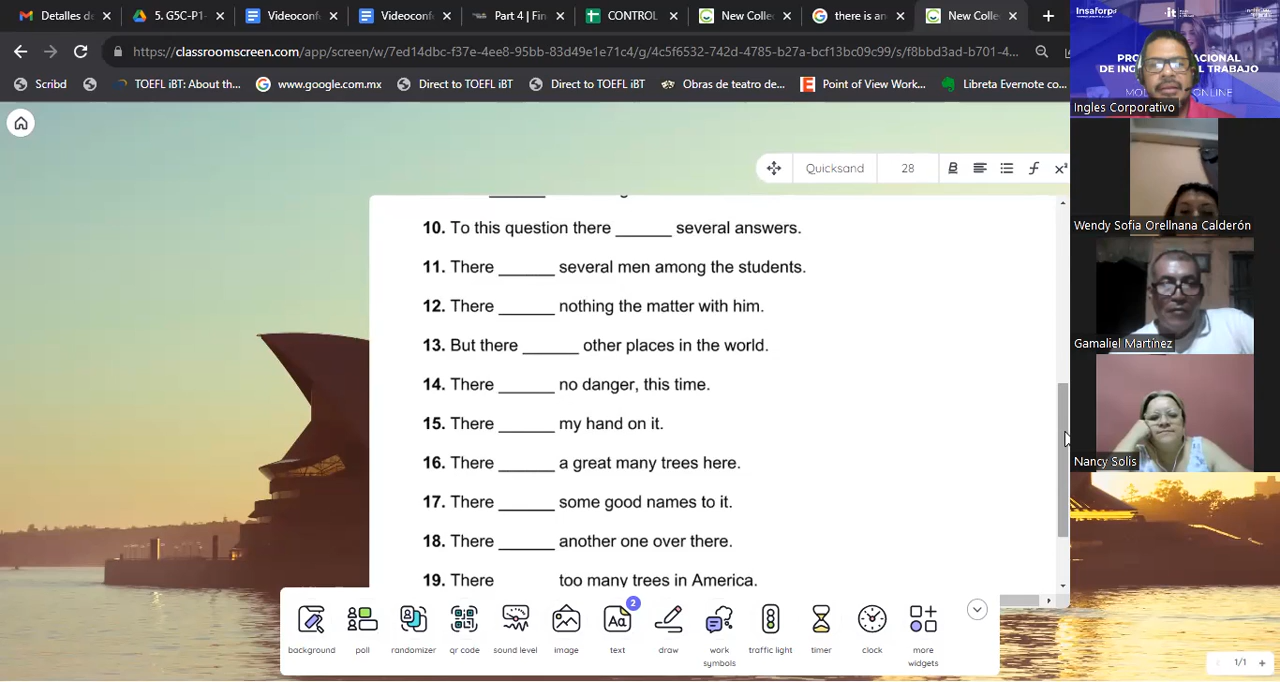 Detalles de
5. G5C-P1-
Videoconf
Videoconf
Part 4 | Fin
CONTROL
New Colle
there is an
New Colle
https://classroomscreen.com/app/screen/w/7ed14dbc-f37e-4ee8-95bb-83d49e1e71c4/g/4c5f6532-742d-4785-b27a-bcf13bc09c99/s/f8bbd3ad-b701-4...
Scribd
TOEFL iBT: About th...
www.google.com.mx
Direct to TOEFL iBT
Direct to TOEFL iBT
Obras de teatro de...
Point of View Work...
Libreta Evernote co...
Quicksand 28 B
10. To this question there ______ several answers.
11. There ______ several men among the students.
12. There ______ nothing the matter with him.
13. But there ______ other places in the world.
14. There ______ no danger, this time.
15. There ______ my hand on it.
16. There ______ a great many trees here.
17. There ______ some good names to it.
18. There ______ another one over there.
19. There too many trees in America.
2
background
poll
randomizer
qr code
sound level
image
text
draw
work symbols
traffic light
timer
clock
more widgets
1/1
Insaforp
it
Ingles Corporativo
Wendy Sofia Orellnana Calderón
Gamaliel Martínez
Nancy Solis